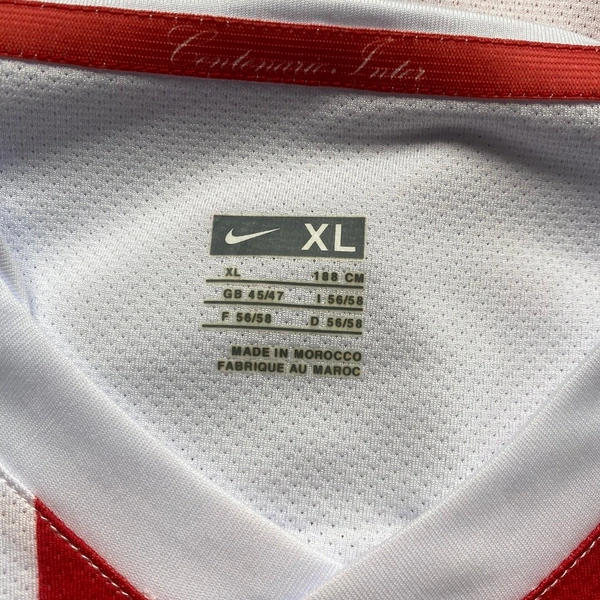 Centenario Inter
XL
XL 188 CM
GB 45/47 I 56/58
F 56/58 D 56/58
MADE IN MOROCCO
FABRIQUE AU MAROC